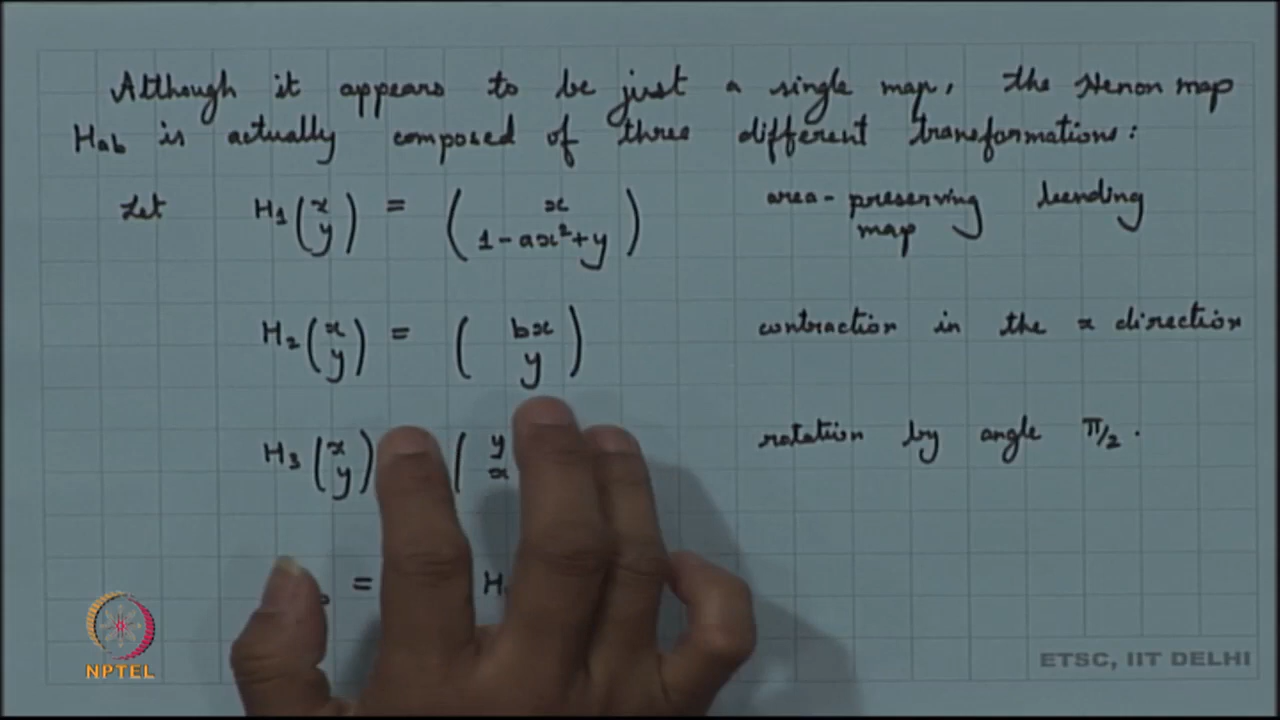 Although it appears to be just a single map, the Henon map
Hab is actually composed of three different transformations:
Let H1 (x y) = (x 1-ax²+y) area-preserving bending map
H2 (x y) = (bx y) contraction in the x direction
H3 (x y) (y x rotation by angle π/2.
= H
NPTEL
ETSC, IIT DELHI